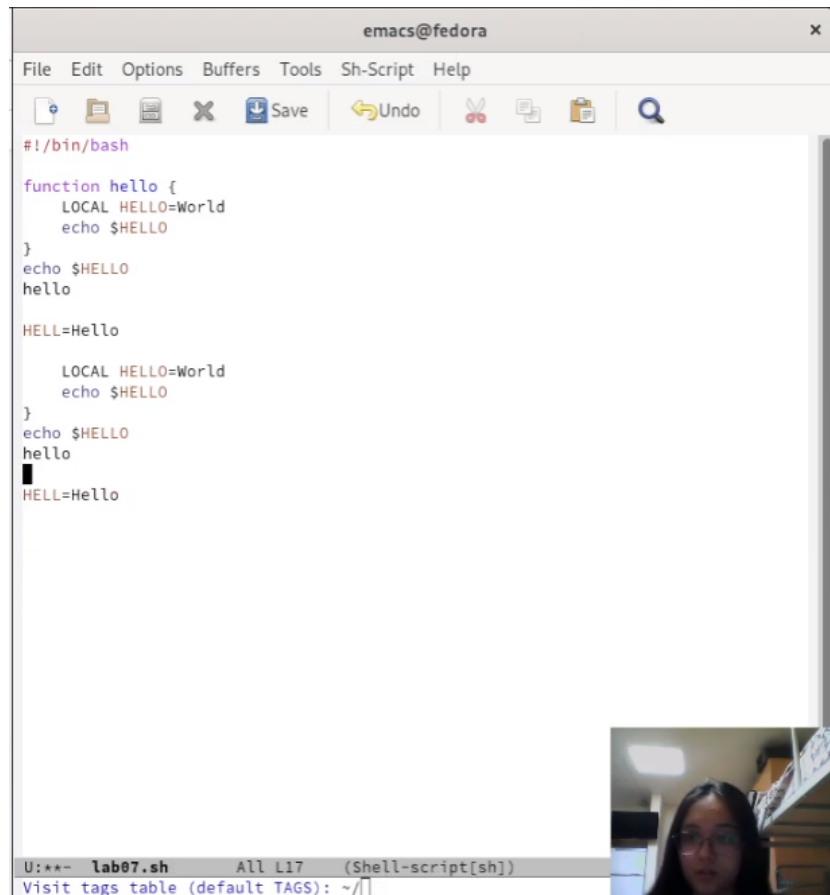 emacs@fedora ×
File Edit Options Buffers Tools Sh-Script Help
Save Undo
#!/bin/bash
function hello {
    LOCAL HELLO=World
    echo $HELLO
}
echo $HELLO
hello
HELL=Hello
    LOCAL HELLO=World
    echo $HELLO
}
echo $HELLO
hello
HELL=Hello
U:**- lab07.sh All L17 (Shell-script[sh])
Visit tags table (default TAGS): ~/